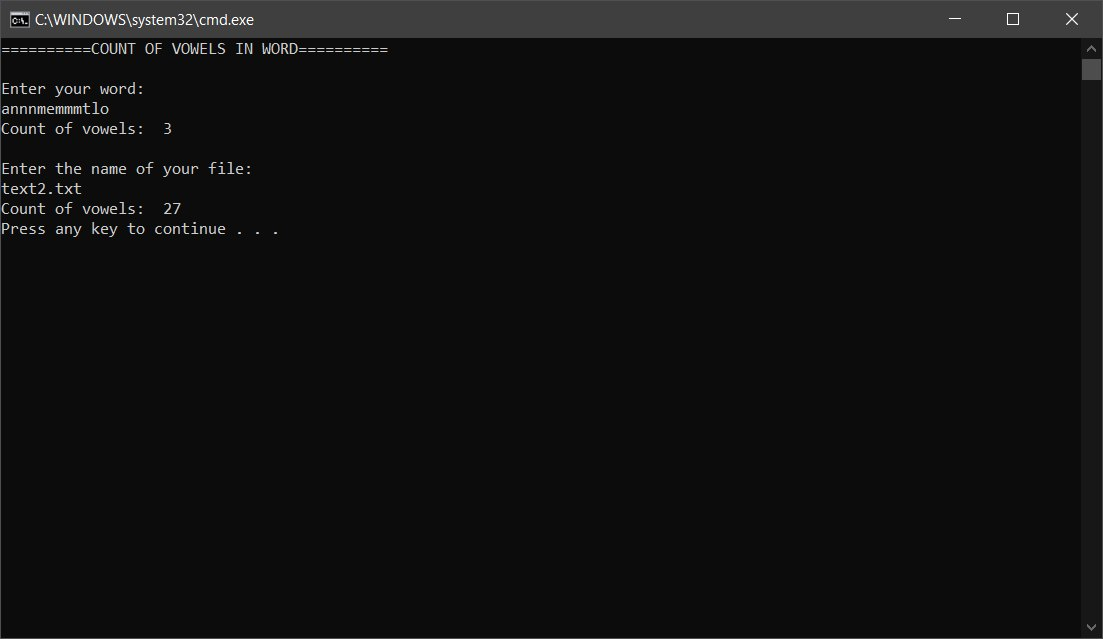 C:\WINDOWS\system32\cmd.exe
==========COUNT OF VOWELS IN WORD==========
Enter your word:
annnmemmmtlo
Count of vowels:  3
Enter the name of your file:
text2.txt
Count of vowels:  27
Press any key to continue . . .